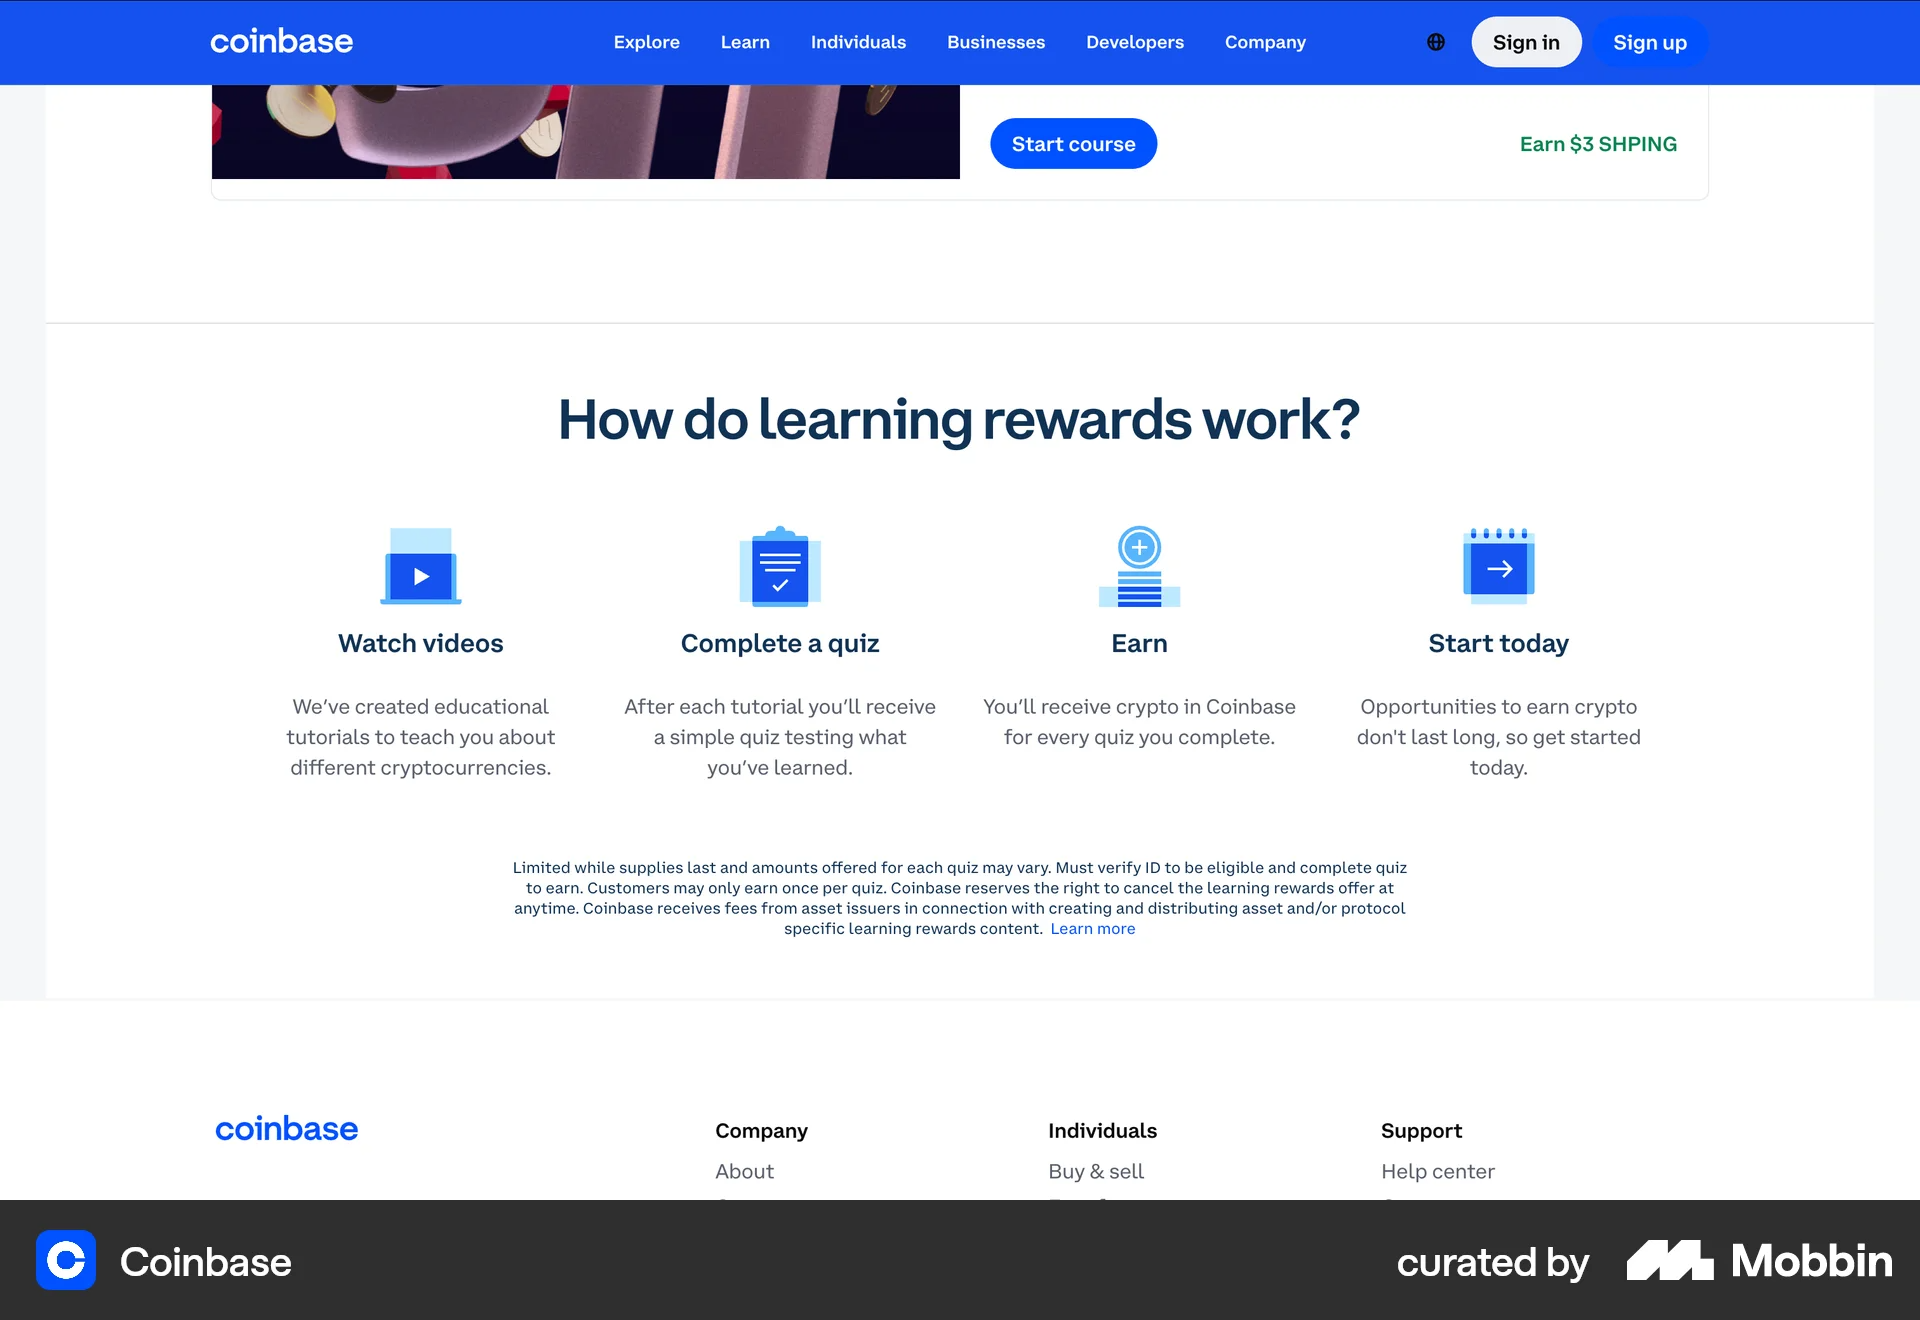 coinbase
Explore
Learn
Individuals
Businesses
Developers
Company
Sign in
Sign up
Start course
Earn $3 SHPING
How do learning rewards work?
Watch videos
We’ve created educational
tutorials to teach you about
different cryptocurrencies.
Complete a quiz
After each tutorial you’ll receive
a simple quiz testing what
you’ve learned.
Earn
You’ll receive crypto in Coinbase
for every quiz you complete.
Start today
Opportunities to earn crypto
don't last long, so get started
today.
Limited while supplies last and amounts offered for each quiz may vary. Must verify ID to be eligible and complete quiz
to earn. Customers may only earn once per quiz. Coinbase reserves the right to cancel the learning rewards offer at
anytime. Coinbase receives fees from asset issuers in connection with creating and distributing asset and/or protocol
specific learning rewards content. Learn more
coinbase
Company
About
Individuals
Buy & sell
Support
Help center
Coinbase
curated by
Mobbin